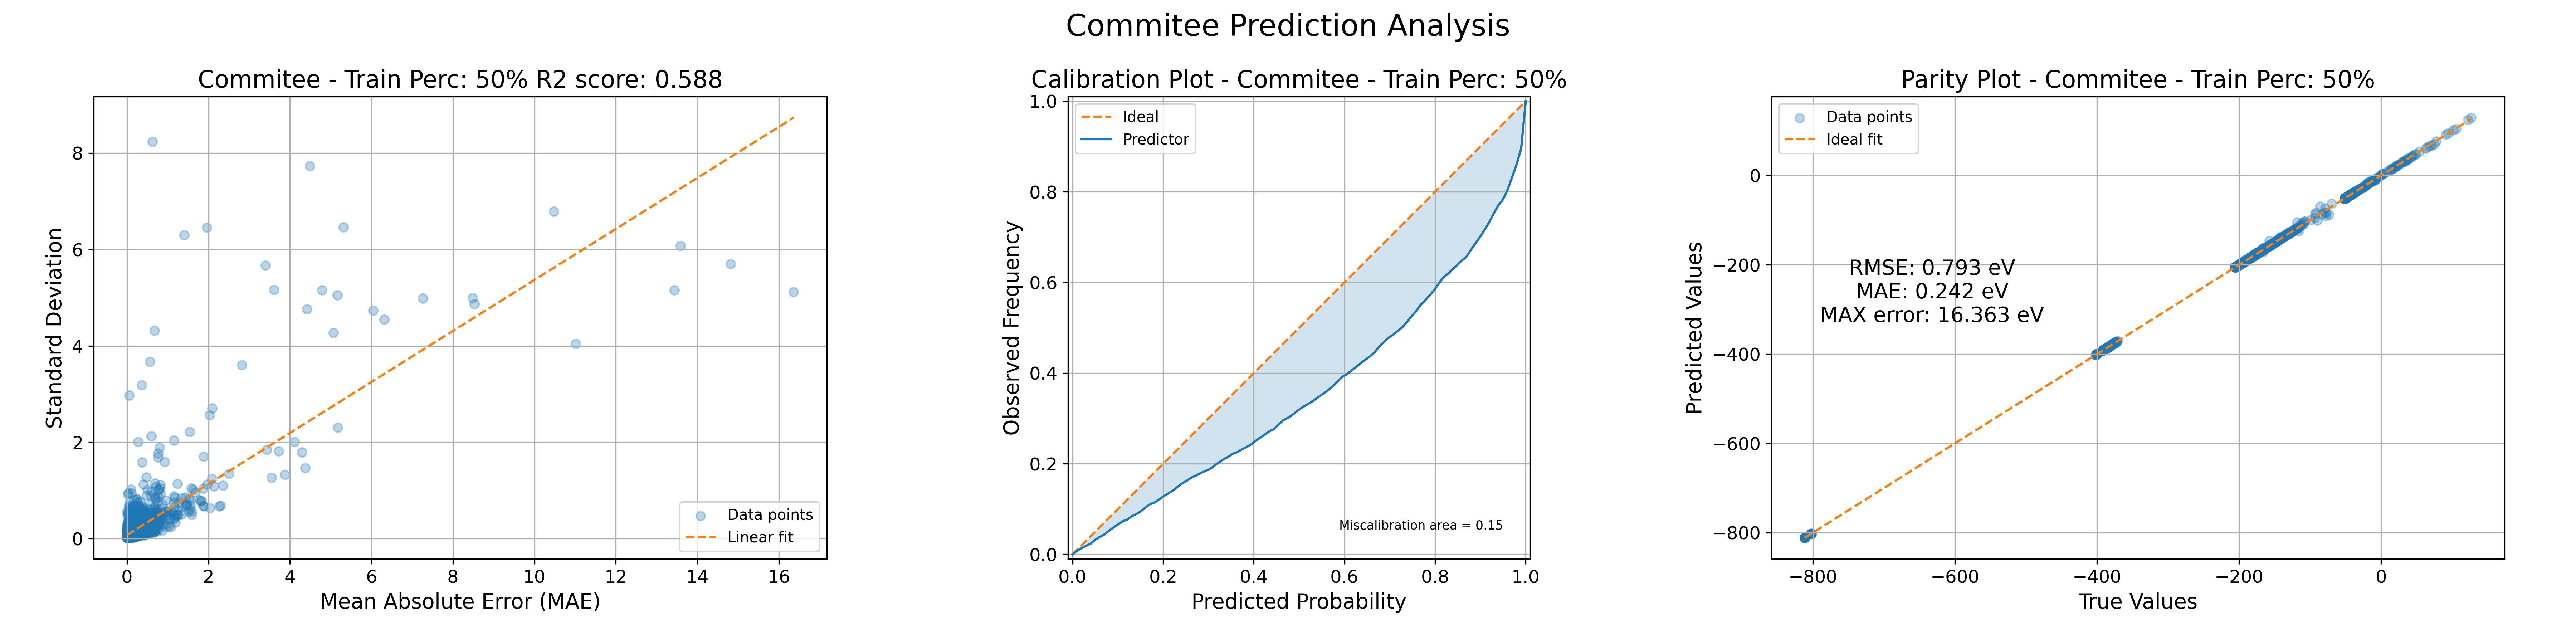 Commitee Prediction Analysis
Commitee - Train Perc: 50% R2 score: 0.588
Standard Deviation
8
6
4
2
0
Data points
Linear fit
0 2 4 6 8 10 12 14 16
Mean Absolute Error (MAE)
Calibration Plot - Commitee - Train Perc: 50%
Observed Frequency
1.0
0.8
0.6
0.4
0.2
0.0
Ideal
Predictor
Miscalibration area = 0.15
0.0 0.2 0.4 0.6 0.8 1.0
Predicted Probability
Parity Plot - Commitee - Train Perc: 50%
Predicted Values
0
−200
−400
−600
−800
Data points
Ideal fit
RMSE: 0.793 eV
MAE: 0.242 eV
MAX error: 16.363 eV
−800 −600 −400 −200 0
True Values